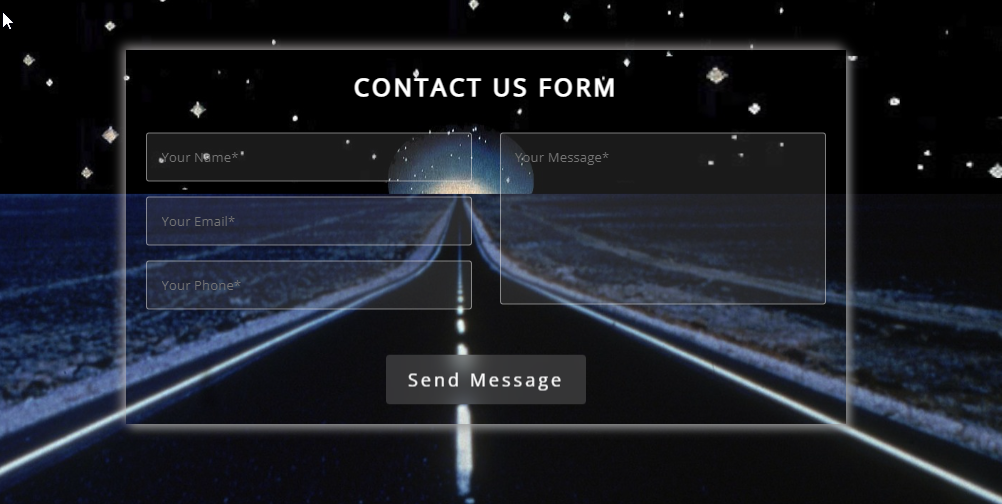 CONTACT US FORM
Your Name*
Your Email*
Your Phone*
Your Message*
Send Message